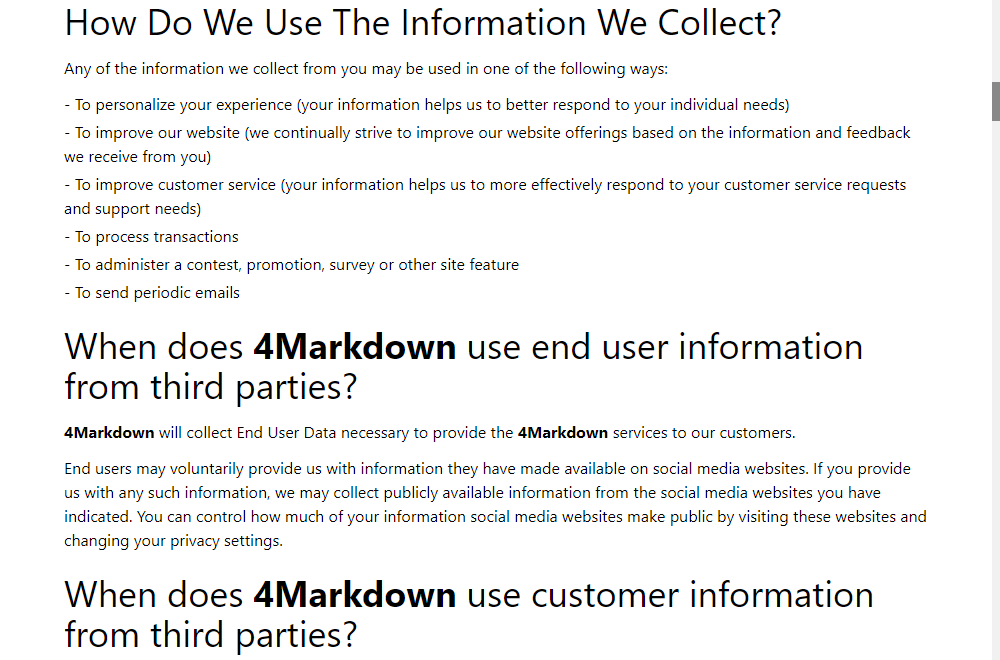 How Do We Use The Information We Collect?
Any of the information we collect from you may be used in one of the following ways:
- To personalize your experience (your information helps us to better respond to your individual needs)
- To improve our website (we continually strive to improve our website offerings based on the information and feedback
we receive from you)
- To improve customer service (your information helps us to more effectively respond to your customer service requests
and support needs)
- To process transactions
- To administer a contest, promotion, survey or other site feature
- To send periodic emails
When does 4Markdown use end user information
from third parties?
4Markdown will collect End User Data necessary to provide the 4Markdown services to our customers.
End users may voluntarily provide us with information they have made available on social media websites. If you provide
us with any such information, we may collect publicly available information from the social media websites you have
indicated. You can control how much of your information social media websites make public by visiting these websites and
changing your privacy settings.
When does 4Markdown use customer information
from third parties?